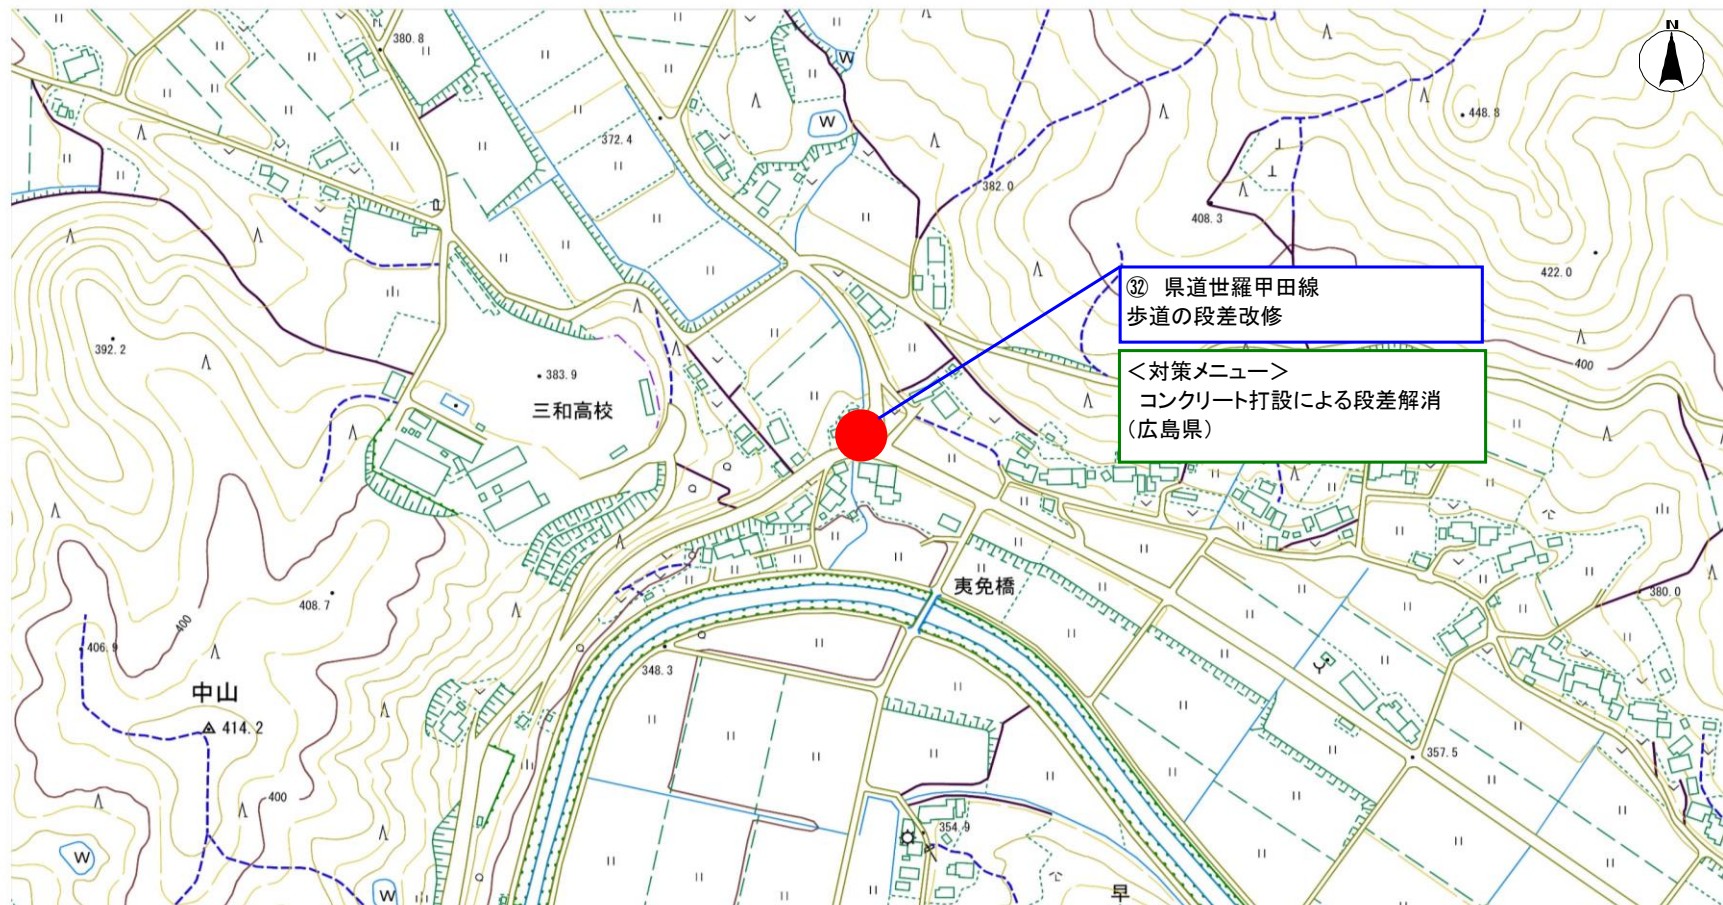 N
380.8
W
448.8
W
372.4
382.0
408.3
422.0
㉜ 県道世羅甲田線
歩道の段差改修
392.2
400
383.9
三和高校
<対策メニュー>
コンクリート打設による段差解消
(広島県)
夷免橋
408.7
400
380.0
406.9
348.3
中山
414.2
357.5
400
354.9
W
W
早